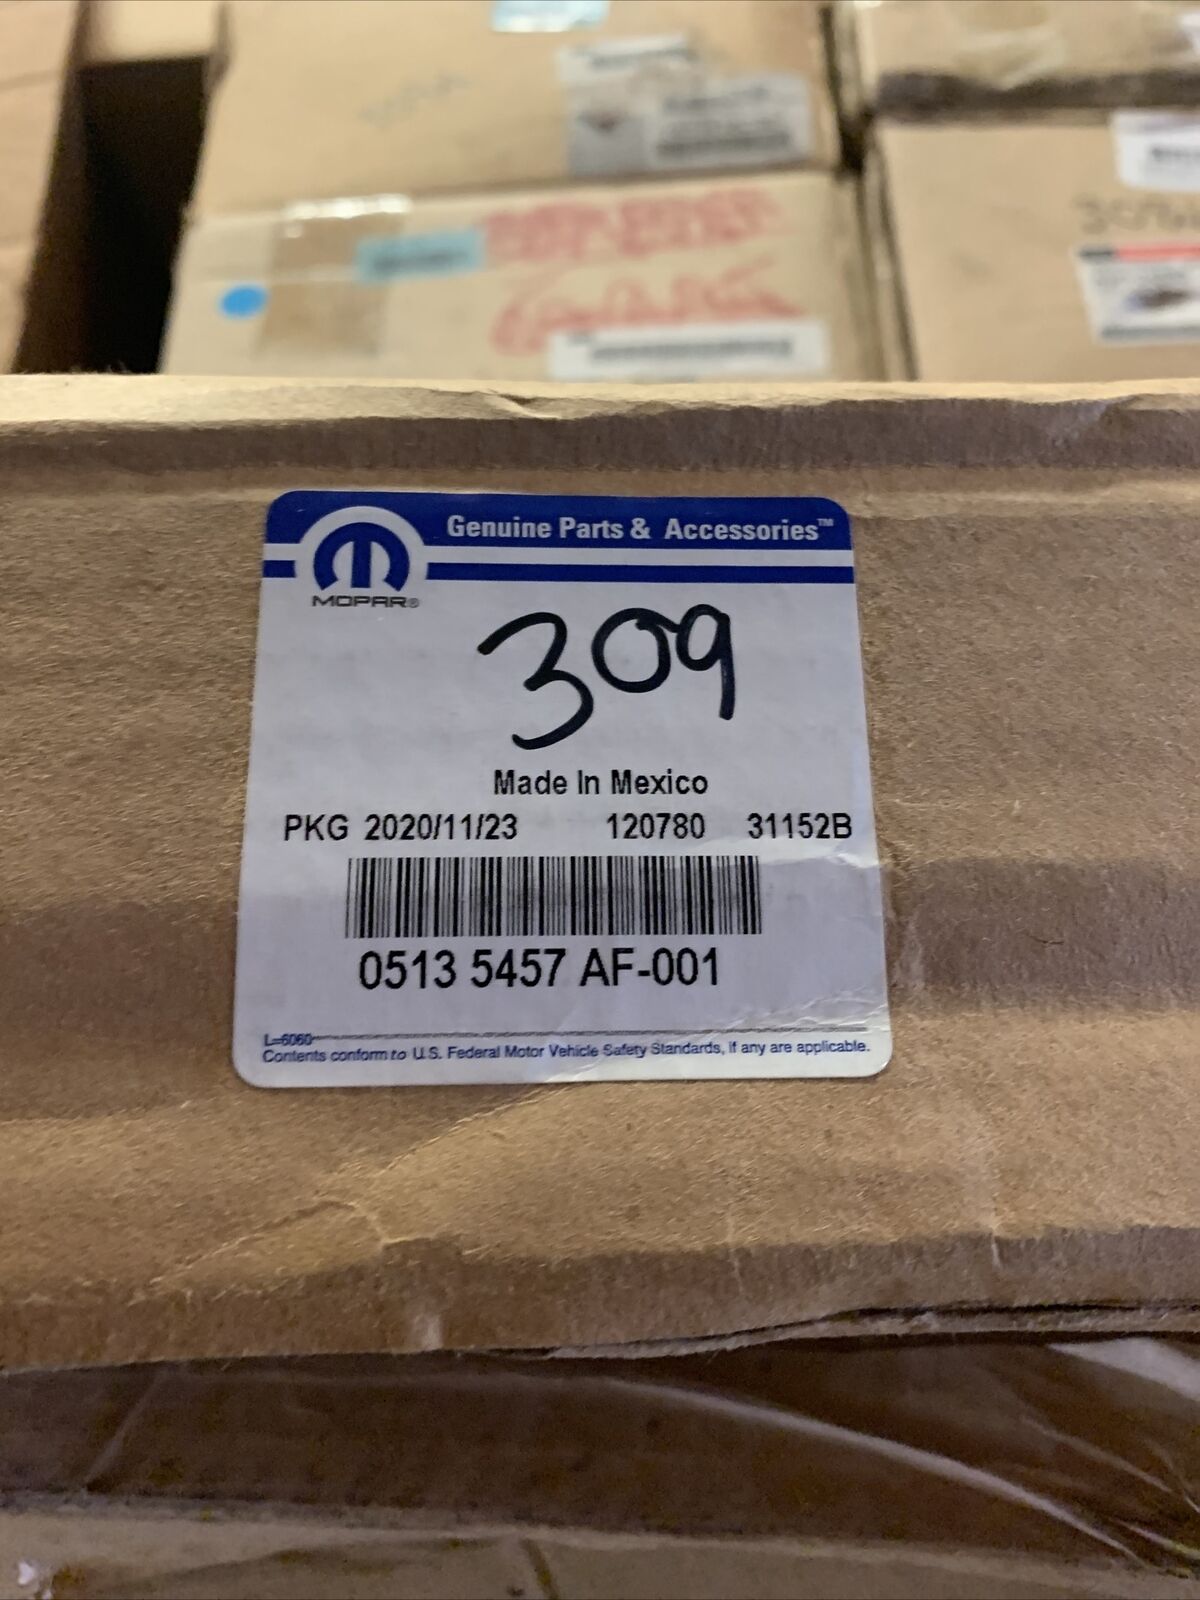 Genuine Parts & Accessories™
MOPAR®
309
Made In Mexico
PKG 2020/11/23 120780 31152B
0513 5457 AF-001
L=6060
Contents conform to U.S. Federal Motor Vehicle Safety Standards, if any are applicable.